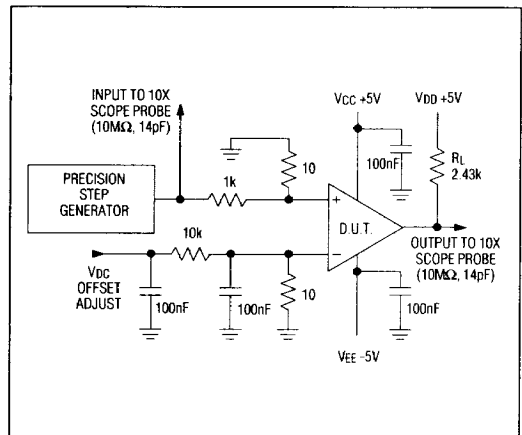 INPUT TO 10X
SCOPE PROBE
(10MΩ, 14pF)
VCC +5V
VDD +5V
100nF
RL
2.43k
10
PRECISION
STEP
GENERATOR
1k
+
D.U.T.
10k
−
OUTPUT TO 10X
SCOPE PROBE
(10MΩ, 14pF)
VDC
OFFSET
ADJUST
100nF
100nF
10
100nF
VEE -5V